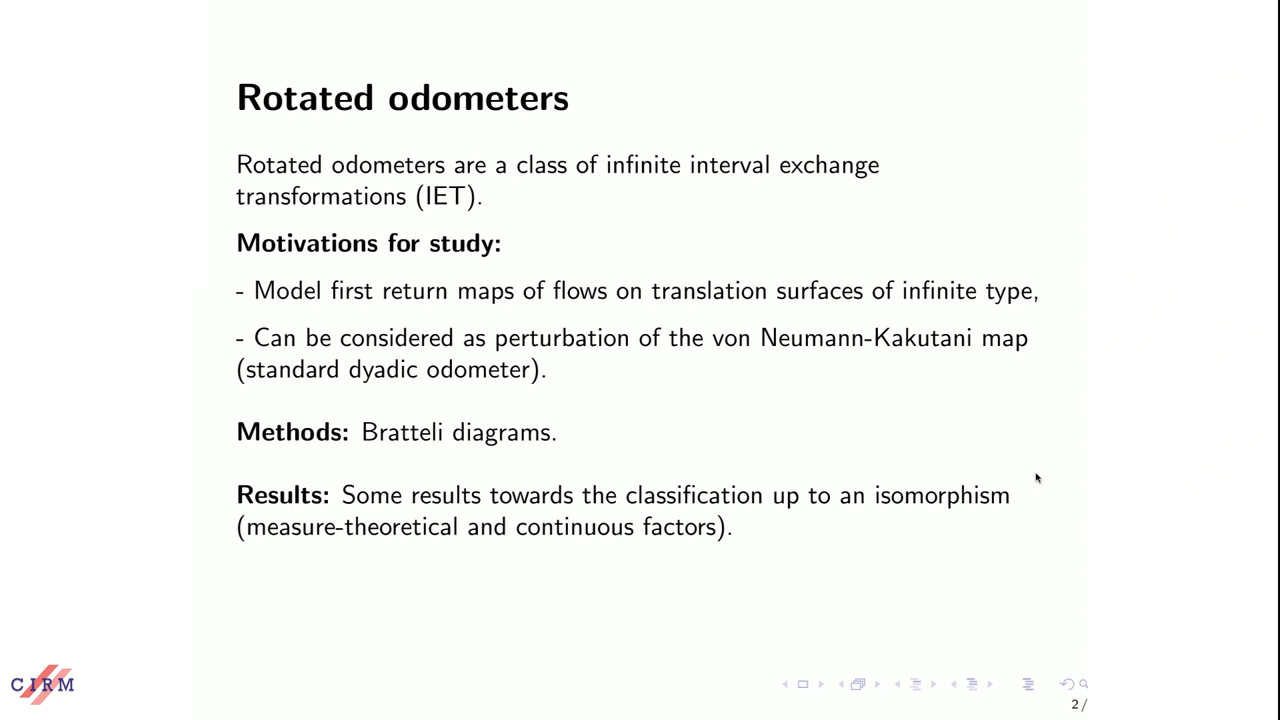 Rotated odometers
Rotated odometers are a class of infinite interval exchange
transformations (IET).
Motivations for study:
- Model first return maps of flows on translation surfaces of infinite type,
- Can be considered as perturbation of the von Neumann-Kakutani map
(standard dyadic odometer).
Methods: Bratteli diagrams.
Results: Some results towards the classification up to an isomorphism
(measure-theoretical and continuous factors).
CIRM
2 /